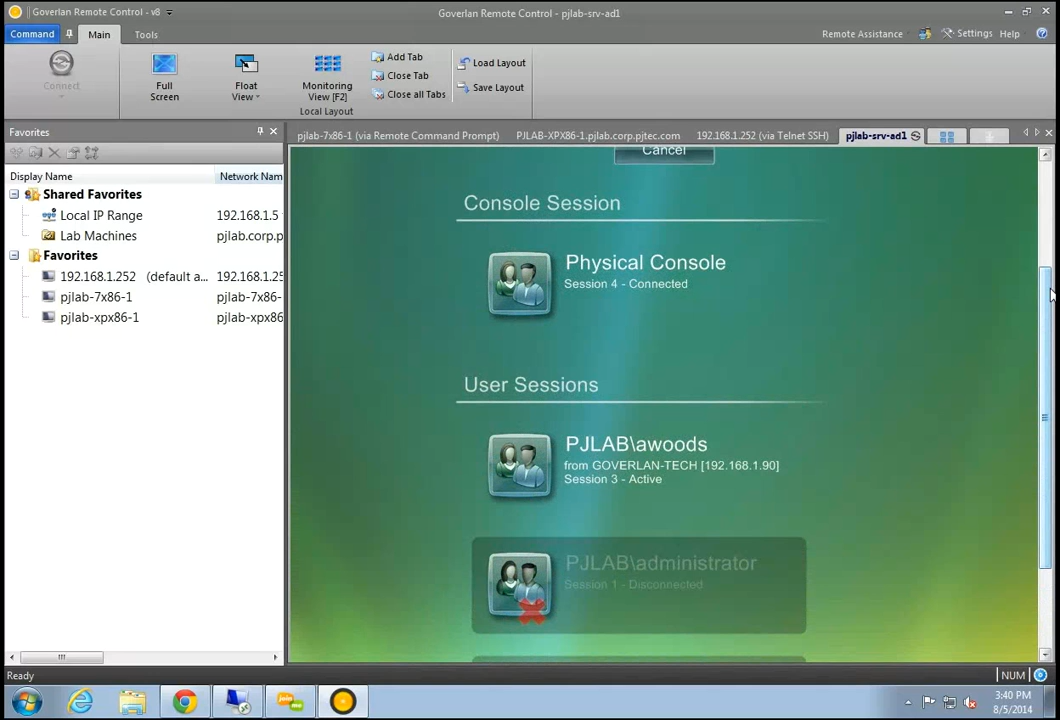 Goverlan Remote Control - v8
Goverlan Remote Control - pjlab-srv-ad1
Command
Main
Tools
Remote Assistance
Settings
Help
Connect
Full
Screen
Float
View
Monitoring
View [F2]
Add Tab
Close Tab
Close all Tabs
Load Layout
Save Layout
Local Layout
Favorites
pjlab-7x86-1 (via Remote Command Prompt)
PJLAB-XPX86-1.pjlab.corp.pjtec.com
192.168.1.252 (via Telnet SSH)
pjlab-srv-ad1
Display Name
Network Nam
Shared Favorites
Local IP Range
192.168.1.5
Lab Machines
pjlab.corp.p
Favorites
192.168.1.252 (default a...
192.168.1.25
pjlab-7x86-1
pjlab-7x86-
pjlab-xpx86-1
pjlab-xpx86
Cancel
Console Session
Physical Console
Session 4 - Connected
User Sessions
PJLAB\awoods
from GOVERLAN-TECH [192.168.1.90]
Session 3 - Active
PJLAB\administrator
Session 1 - Disconnected
Ready
NUM
3:40 PM
8/5/2014